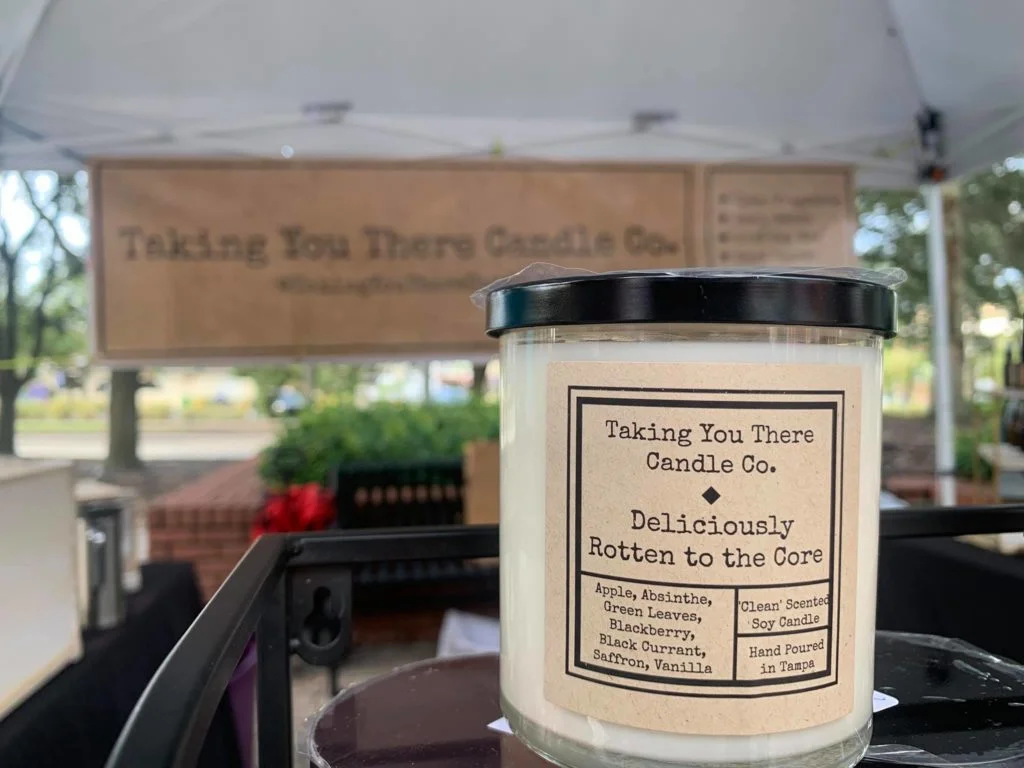 Taking You There Candle Co.
Taking You There
Candle Co.
Deliciously
Rotten to the Core
Apple, Absinthe,
Green Leaves,
Blackberry,
Black Currant,
Saffron, Vanilla
'Clean' Scented
Soy Candle
Hand Poured
in Tampa